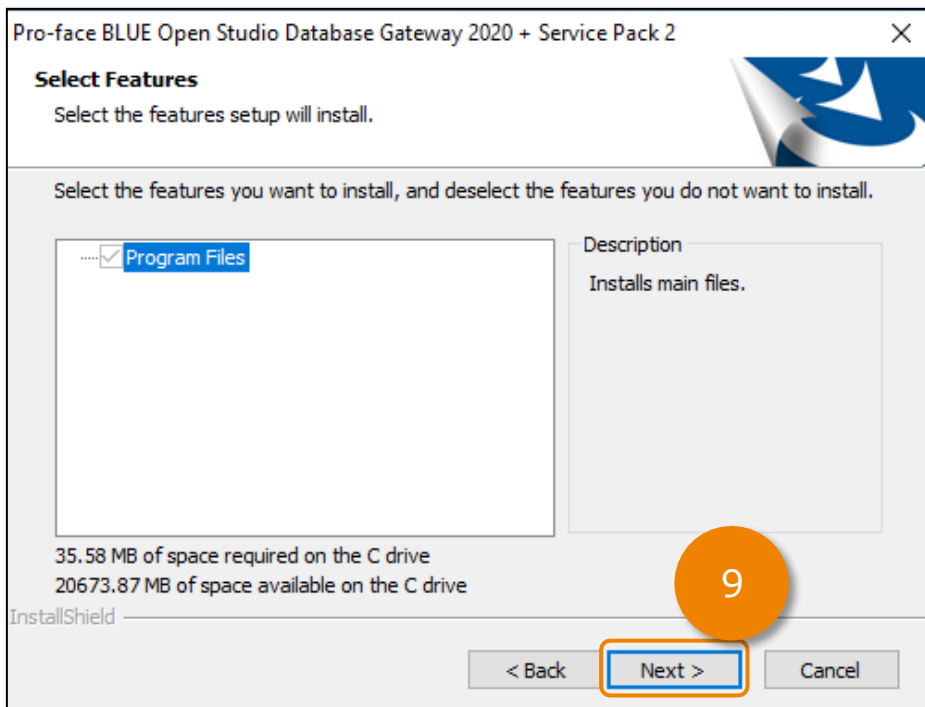 Pro-face BLUE Open Studio Database Gateway 2020 + Service Pack 2
Select Features
Select the features setup will install.
Select the features you want to install, and deselect the features you do not want to install.
Program Files
Description
Installs main files.
35.58 MB of space required on the C drive
20673.87 MB of space available on the C drive
9
InstallShield
< Back
Next >
Cancel